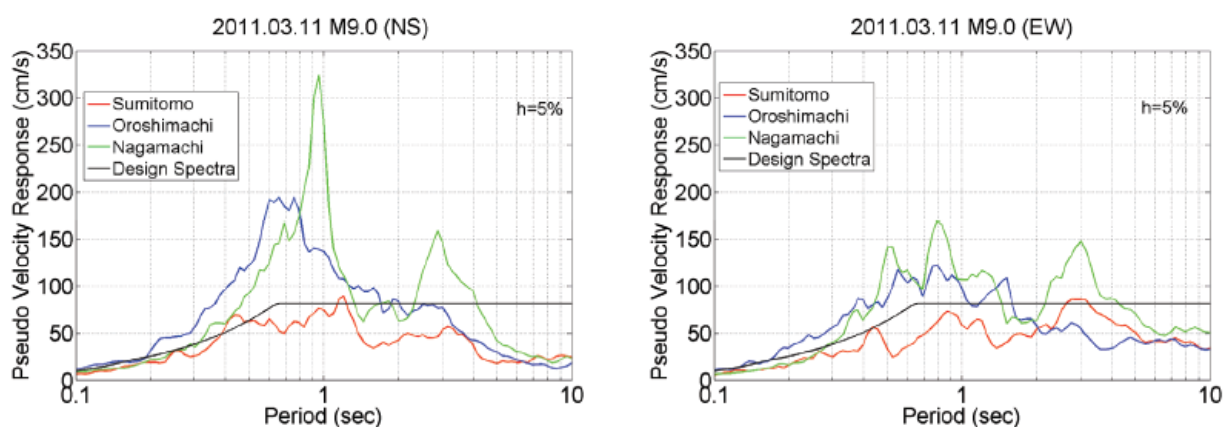 2011.03.11 M9.0 (NS)
Pseudo Velocity Response (cm/s)
350
300
250
200
150
100
50
0
Sumitomo
Oroshimachi
Nagamachi
Design Spectra
h=5%
0.1
1
10
Period (sec)
2011.03.11 M9.0 (EW)
Pseudo Velocity Response (cm/s)
350
300
250
200
150
100
50
0
Sumitomo
Oroshimachi
Nagamachi
Design Spectra
h=5%
0.1
1
10
Period (sec)